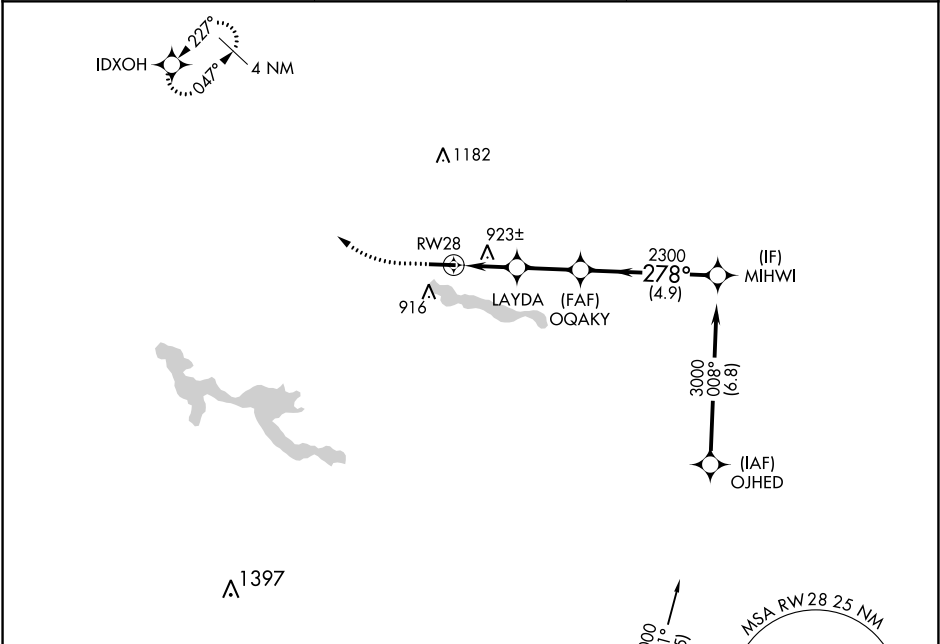 227°
IDXOH
047°
4 NM
1182
923±
RW28
2300
278°
(4.9)
(IF)
MIHWI
LAYDA
(FAF)
OQAKY
916
3000
008°
(6.8)
(IAF)
OJHED
1397
MSA RW28 25 NM